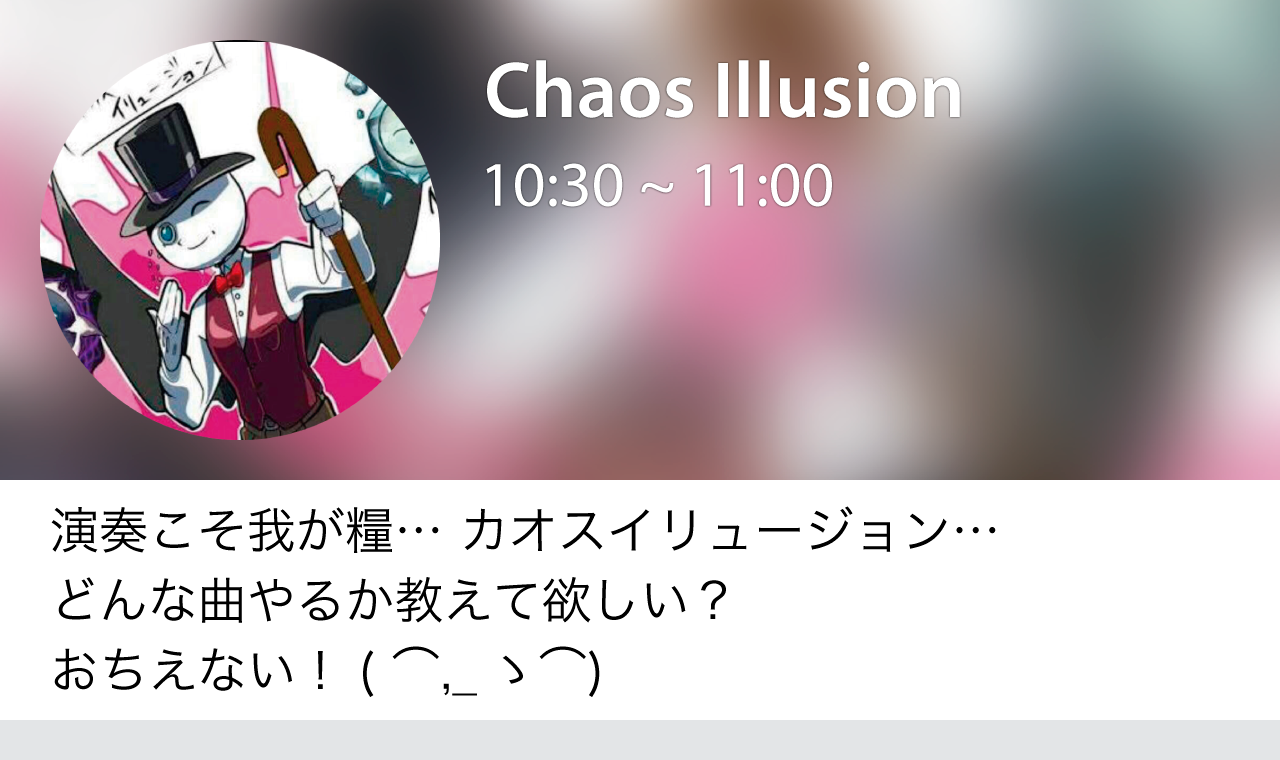 イリュージョン
Chaos Illusion
10:30 ~ 11:00
演奏こそ我が糧… カオスイリュージョン…
どんな曲やるか教えて欲しい？
おちえない！ ( ⌒,_ ゝ⌒)